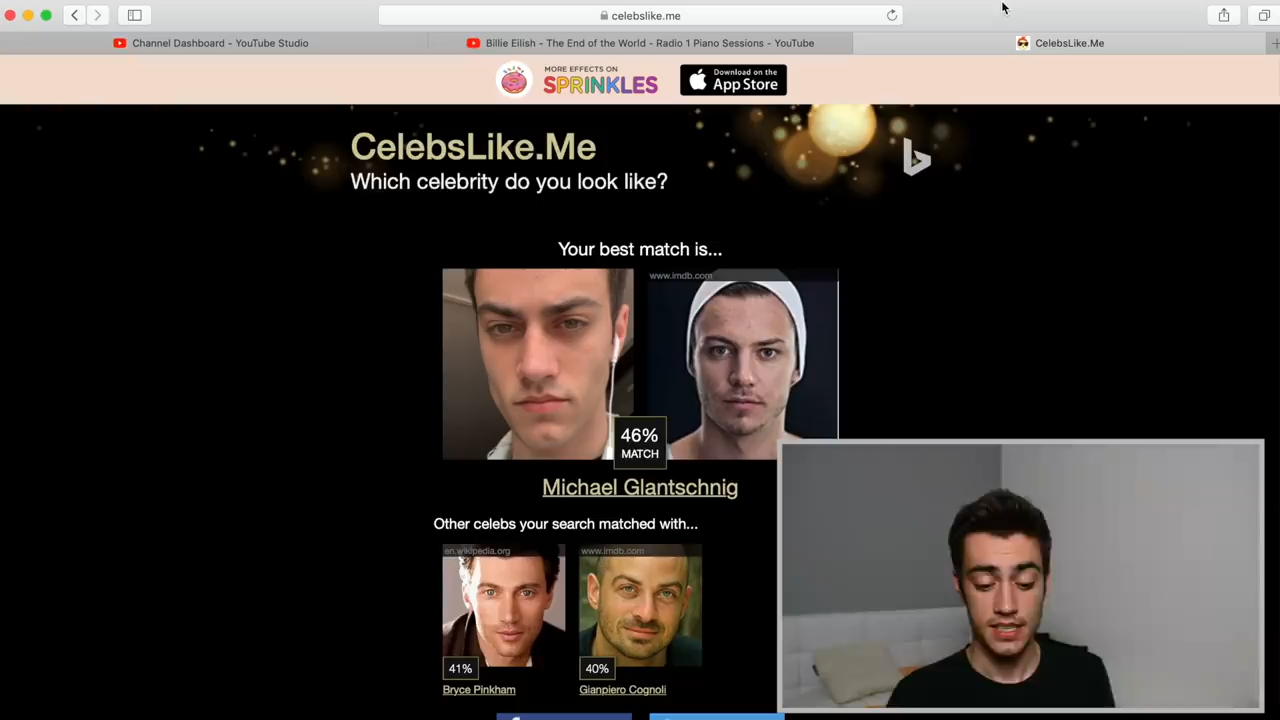 celebslike.me
Channel Dashboard - YouTube Studio
Billie Eilish - The End of the World - Radio 1 Piano Sessions - YouTube
CelebsLike.Me
MORE EFFECTS ON
SPRINKLES
Download on the
App Store
CelebsLike.Me
Which celebrity do you look like?
Your best match is...
www.imdb.com
46%
MATCH
Michael Glantschnig
Other celebs your search matched with...
en.wikipedia.org
www.imdb.com
41%
40%
Bryce Pinkham
Gianpiero Cognoli